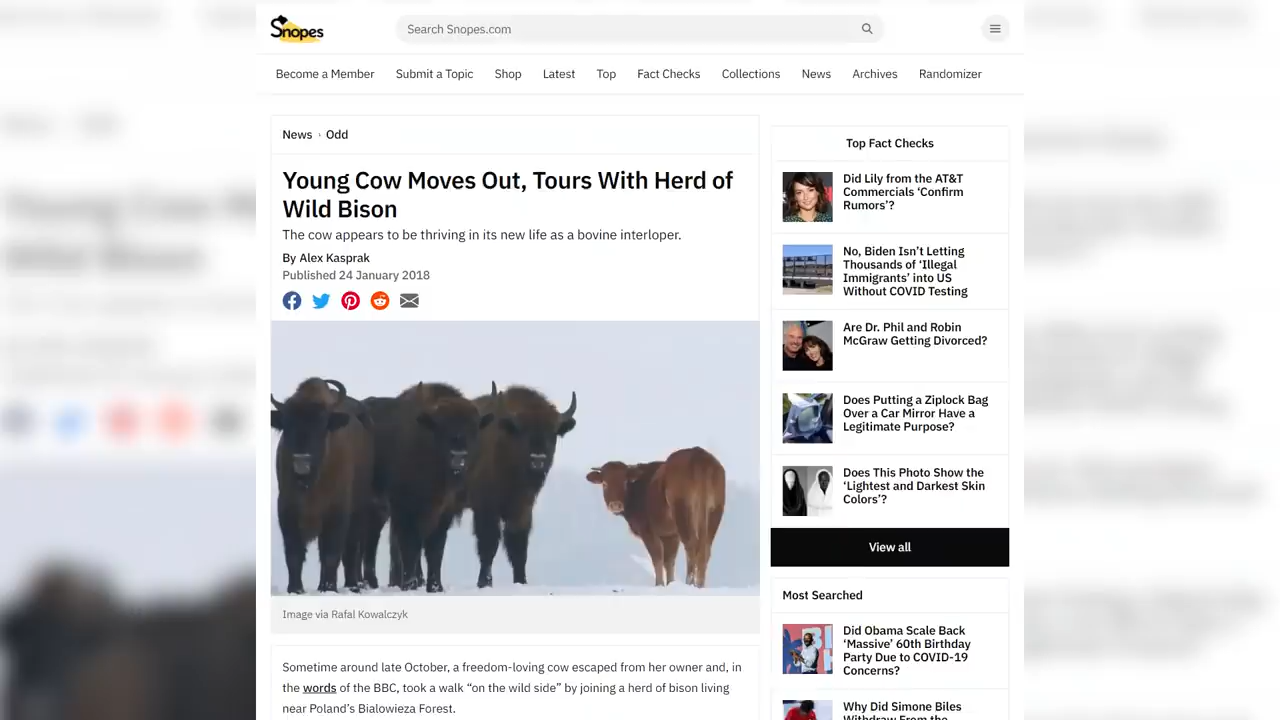 Snopes
Search Snopes.com
Become a Member
Submit a Topic
Shop
Latest
Top
Fact Checks
Collections
News
Archives
Randomizer
News › Odd
Young Cow Moves Out, Tours With Herd of
Wild Bison
The cow appears to be thriving in its new life as a bovine interloper.
By Alex Kasprak
Published 24 January 2018
Image via Rafal Kowalczyk
Sometime around late October, a freedom-loving cow escaped from her owner and, in
the words of the BBC, took a walk “on the wild side” by joining a herd of bison living
near Poland’s Bialowieza Forest.
Top Fact Checks
Did Lily from the AT&T
Commercials ‘Confirm
Rumors’?
No, Biden Isn’t Letting
Thousands of ‘Illegal
Immigrants’ into US
Without COVID Testing
Are Dr. Phil and Robin
McGraw Getting Divorced?
Does Putting a Ziplock Bag
Over a Car Mirror Have a
Legitimate Purpose?
Does This Photo Show the
‘Lightest and Darkest Skin
Colors’?
View all
Most Searched
Did Obama Scale Back
‘Massive’ 60th Birthday
Party Due to COVID-19
Concerns?
Why Did Simone Biles
Withdraw From the